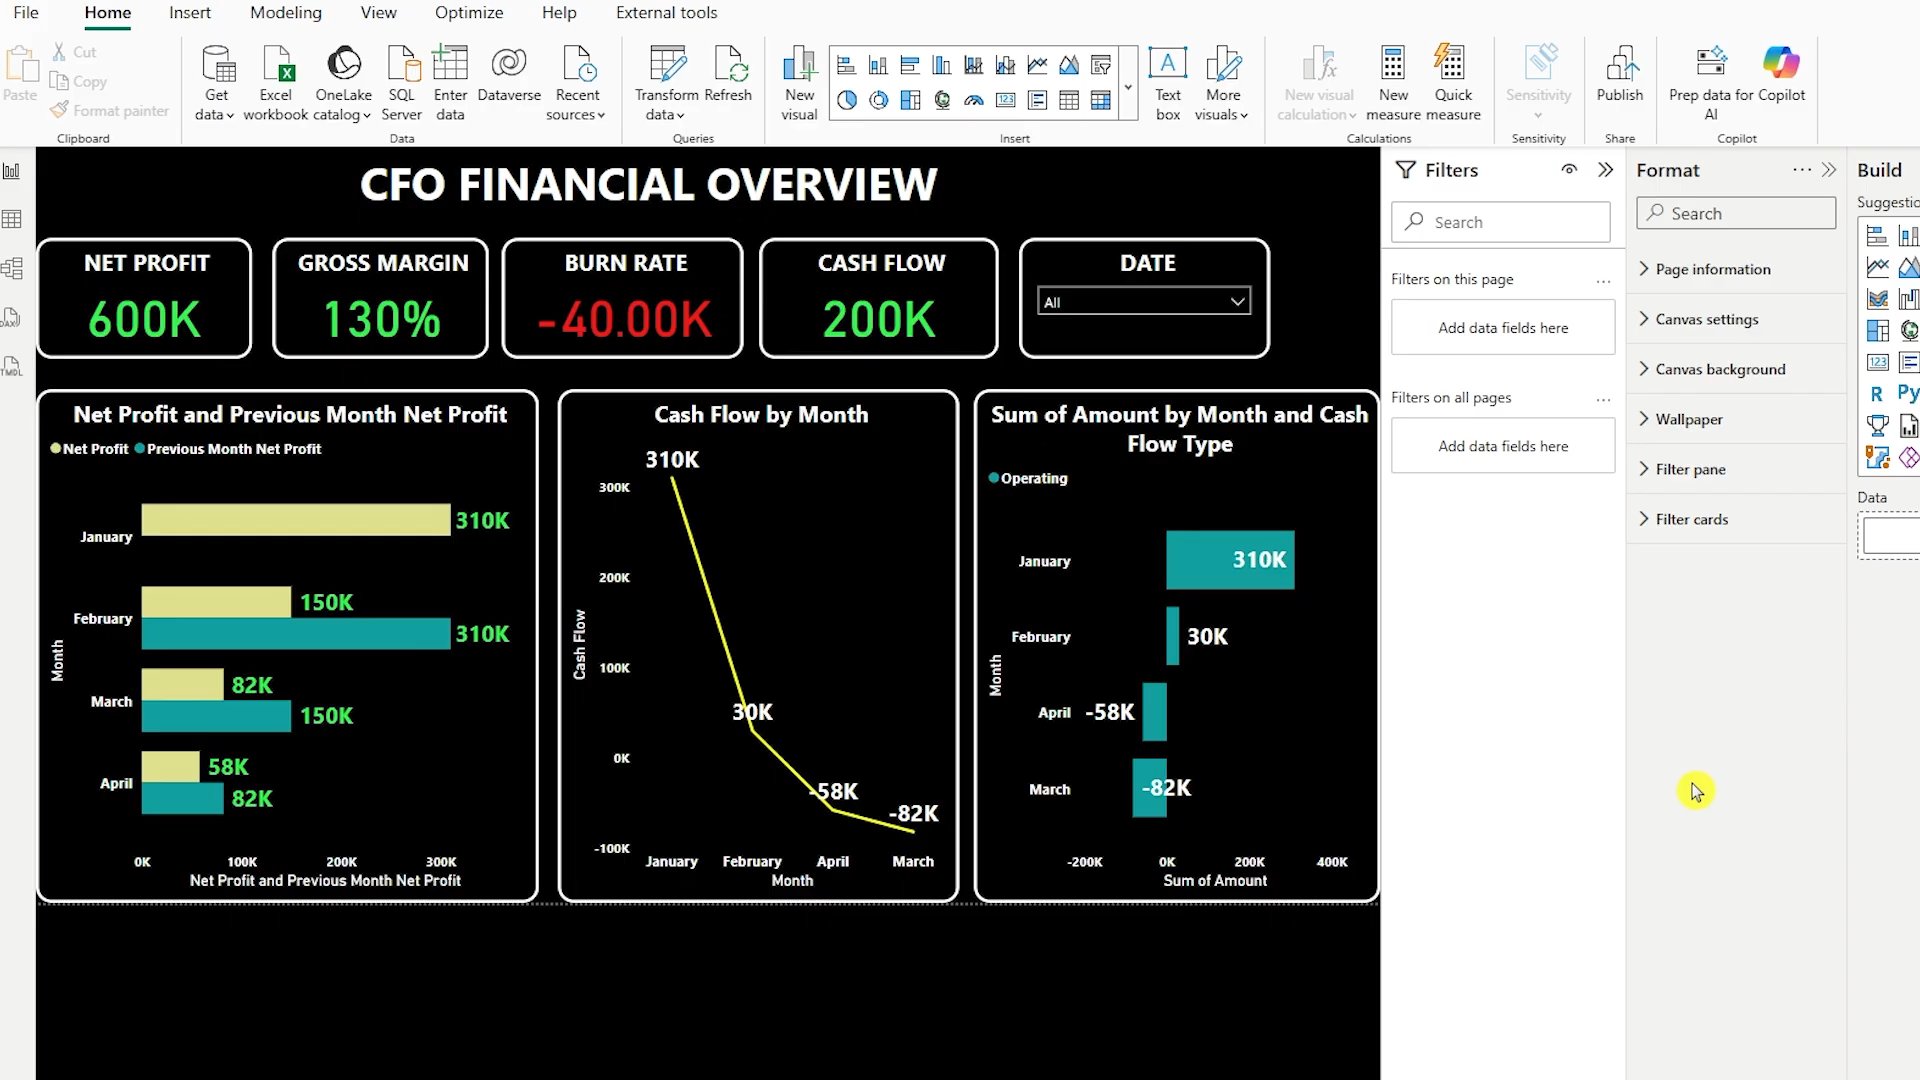 File Home Insert Modeling View Optimize Help External tools
Paste
Cut
Copy
Format painter
Clipboard
Get data
Excel workbook
OneLake catalog
SQL Server
Enter data
Dataverse
Recent sources
Data
Transform data
Refresh
Queries
New visual
Text box
More visuals
Insert
New visual calculation
New measure
Quick measure
Calculations
Sensitivity
Sensitivity
Publish
Share
Prep data for AI
Copilot
Copilot
DAX
TMDL
CFO FINANCIAL OVERVIEW
NET PROFIT
600K
GROSS MARGIN
130%
BURN RATE
-40.00K
CASH FLOW
200K
DATE
All
Net Profit and Previous Month Net Profit
Net Profit Previous Month Net Profit
Month
January
310K
February
150K
310K
March
82K
150K
April
58K
82K
0K 100K 200K 300K
Net Profit and Previous Month Net Profit
Cash Flow by Month
Cash Flow
300K
200K
100K
0K
-100K
310K
30K
-58K
-82K
January February April March
Month
Sum of Amount by Month and Cash
Flow Type
Operating
Month
January
310K
February
30K
April
-58K
March
-82K
-200K 0K 200K 400K
Sum of Amount
Filters
Search
Filters on this page
Add data fields here
Filters on all pages
Add data fields here
Format
Search
Page information
Canvas settings
Canvas background
Wallpaper
Filter pane
Filter cards
Build
Suggestio
123
R Py
Data